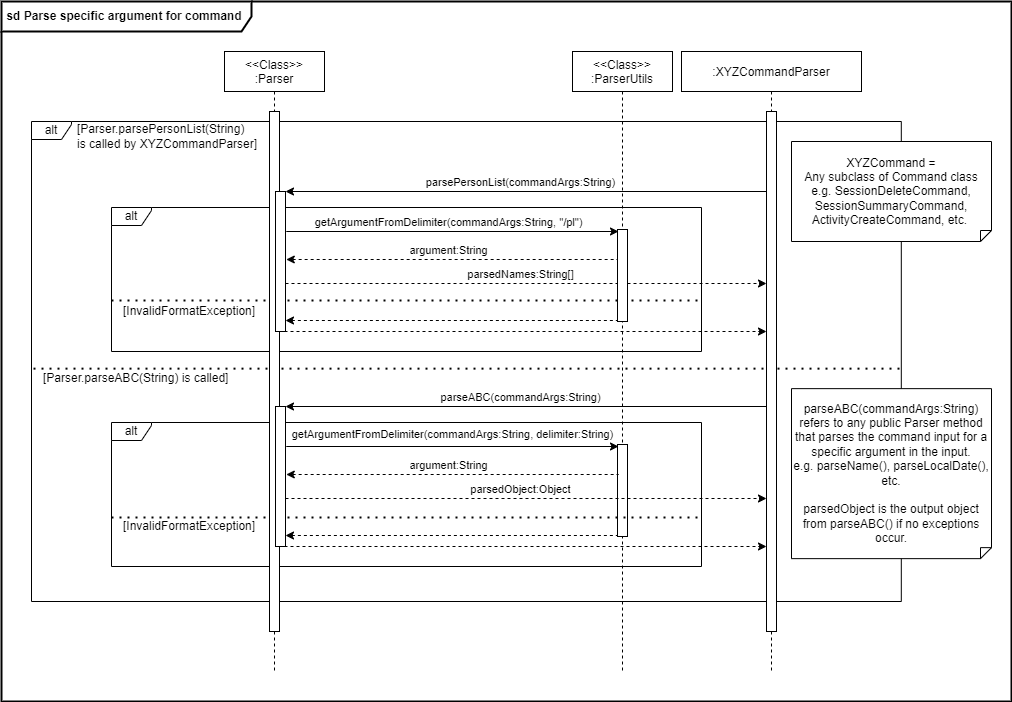 sd Parse specific argument for command
<<Class>>
:Parser
<<Class>>
:ParserUtils
:XYZCommandParser
alt
[Parser.parsePersonList(String)
is called by XYZCommandParser]
XYZCommand =
Any subclass of Command class
e.g. SessionDeleteCommand,
SessionSummaryCommand,
ActivityCreateCommand, etc.
parsePersonList(commandArgs:String)
alt
getArgumentFromDelimiter(commandArgs:String, "/pl")
argument:String
parsedNames:String[]
[InvalidFormatException]
[Parser.parseABC(String) is called]
parseABC(commandArgs:String)
alt
getArgumentFromDelimiter(commandArgs:String, delimiter:String)
argument:String
parsedObject:Object
[InvalidFormatException]
parseABC(commandArgs:String)
refers to any public Parser method
that parses the command input for a
specific argument in the input.
e.g. parseName(), parseLocalDate(),
etc.
parsedObject is the output object
from parseABC() if no exceptions
occur.